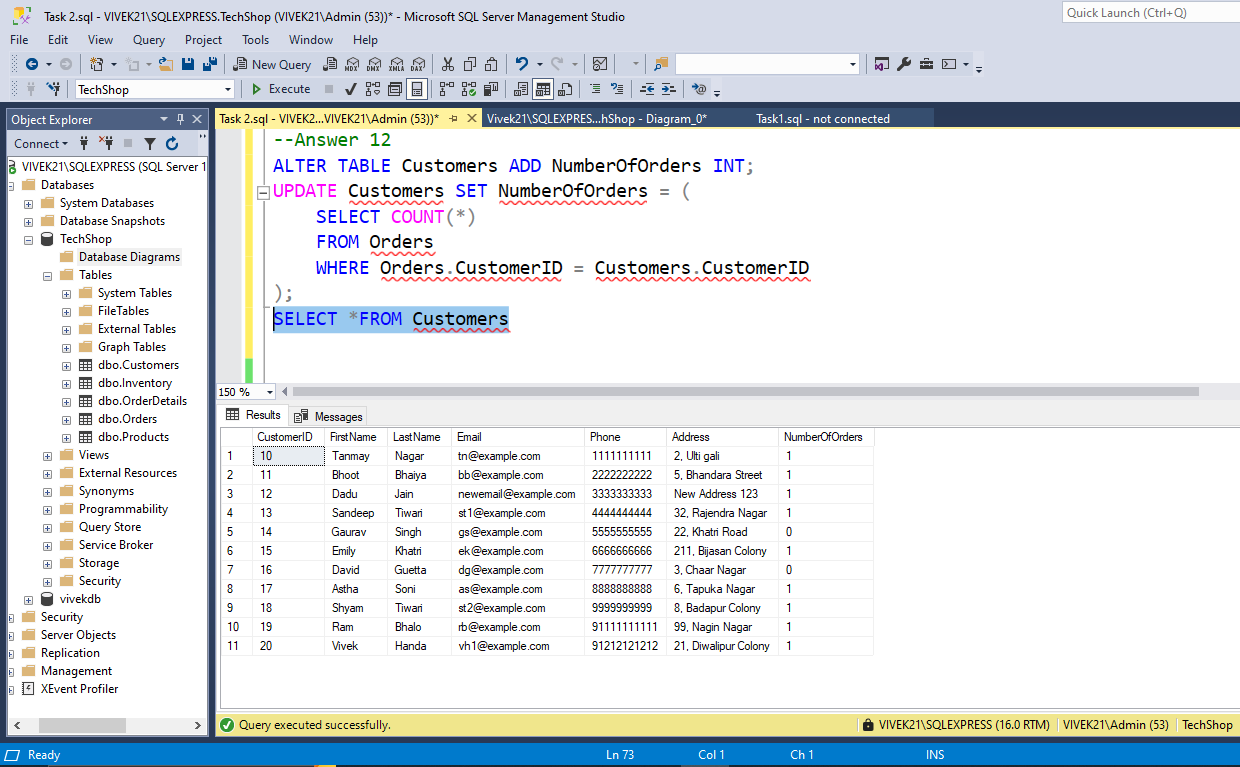 Task 2.sql - VIVEK21\SQLEXPRESS.TechShop (VIVEK21\Admin (53))* - Microsoft SQL Server Management Studio
Quick Launch (Ctrl+Q)
File Edit View Query Project Tools Window Help
New Query
MDX DMX XMLA DAX
TechShop Execute
Object Explorer
Connect
VIVEK21\SQLEXPRESS (SQL Server 1
Databases
System Databases
Database Snapshots
TechShop
Database Diagrams
Tables
System Tables
FileTables
External Tables
Graph Tables
dbo.Customers
dbo.Inventory
dbo.OrderDetails
dbo.Orders
dbo.Products
Views
External Resources
Synonyms
Programmability
Query Store
Service Broker
Storage
Security
vivekdb
Security
Server Objects
Replication
Management
XEvent Profiler
Task 2.sql - VIVEK2...VIVEK21\Admin (53))* Vivek21\SQLEXPRES...hShop - Diagram_0* Task1.sql - not connected
--Answer 12
ALTER TABLE Customers ADD NumberOfOrders INT;
UPDATE Customers SET NumberOfOrders = (
SELECT COUNT(*)
FROM Orders
WHERE Orders.CustomerID = Customers.CustomerID
);
SELECT *FROM Customers
150 %
Results Messages
CustomerID FirstName LastName Email Phone Address NumberOfOrders
1 10 Tanmay Nagar tn@example.com 1111111111 2, Ulti gali 1
2 11 Bhoot Bhaiya bb@example.com 2222222222 5, Bhandara Street 1
3 12 Dadu Jain newemail@example.com 3333333333 New Address 123 1
4 13 Sandeep Tiwari st1@example.com 4444444444 32, Rajendra Nagar 1
5 14 Gaurav Singh gs@example.com 5555555555 22, Khatri Road 0
6 15 Emily Khatri ek@example.com 6666666666 211, Bijasan Colony 1
7 16 David Guetta dg@example.com 7777777777 3, Chaar Nagar 0
8 17 Astha Soni as@example.com 8888888888 6, Tapuka Nagar 1
9 18 Shyam Tiwari st2@example.com 9999999999 8, Badapur Colony 1
10 19 Ram Bhalo rb@example.com 91111111111 99, Nagin Nagar 1
11 20 Vivek Handa vh1@example.com 91212121212 21, Diwalipur Colony 1
Query executed successfully. VIVEK21\SQLEXPRESS (16.0 RTM) VIVEK21\Admin (53) TechShop
Ready Ln 73 Col 1 Ch 1 INS